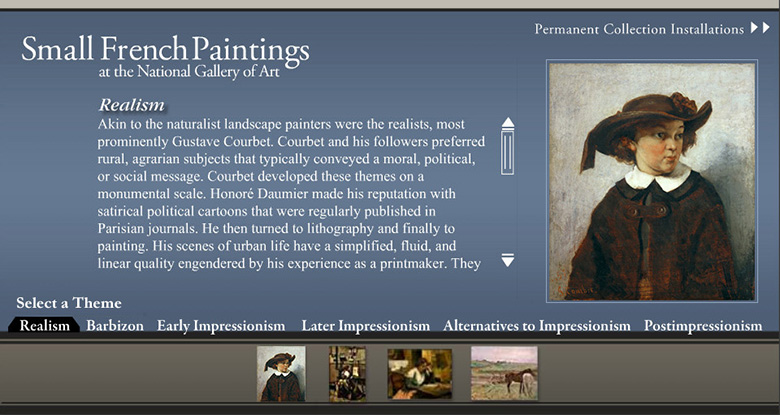 Permanent Collection Installations
Small French Paintings
at the National Gallery of Art
Realism
Akin to the naturalist landscape painters were the realists, most
prominently Gustave Courbet. Courbet and his followers preferred
rural, agrarian subjects that typically conveyed a moral, political,
or social message. Courbet developed these themes on a
monumental scale. Honoré Daumier made his reputation with
satirical political cartoons that were regularly published in
Parisian journals. He then turned to lithography and finally to
painting. His scenes of urban life have a simplified, fluid, and
linear quality engendered by his experience as a printmaker. They
Select a Theme
Realism Barbizon Early Impressionism Later Impressionism Alternatives to Impressionism Postimpressionism